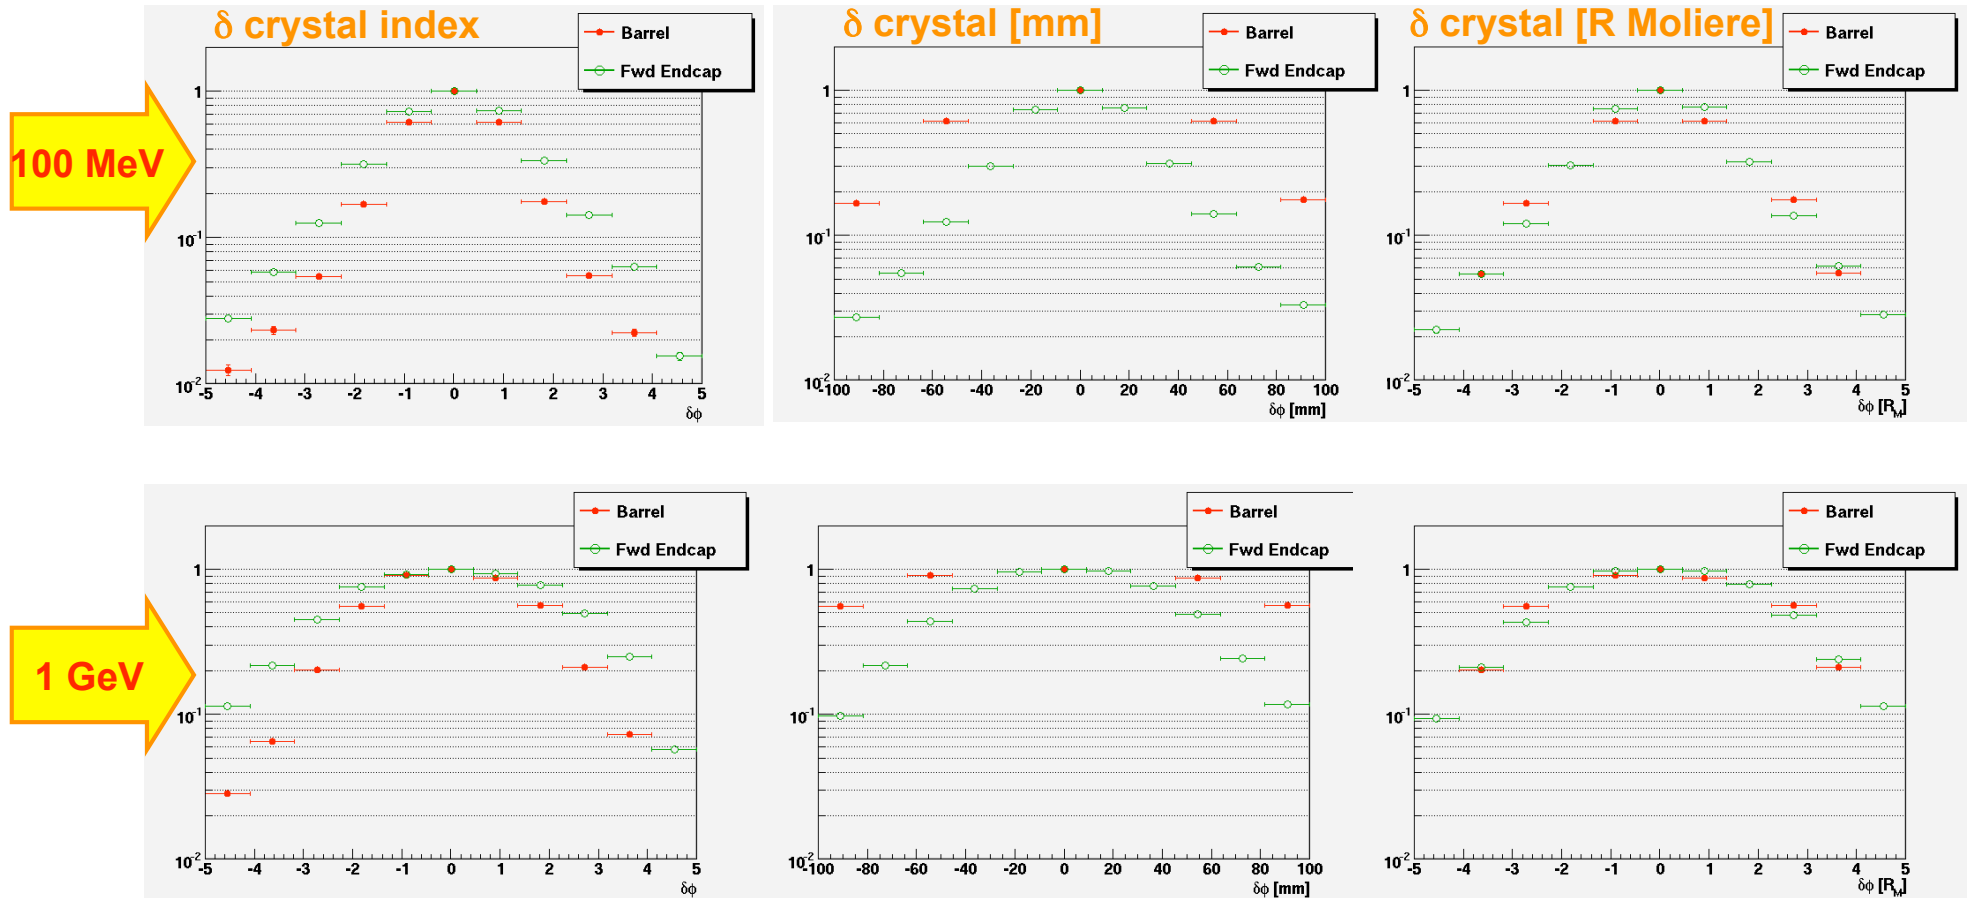 δ crystal index
δ crystal [mm]
δ crystal [R Moliere]
100 MeV
Barrel
Fwd Endcap
1
10-1
10-2
-5 -4 -3 -2 -1 0 1 2 3 4 5
δϕ
Barrel
Fwd Endcap
1
10-1
10-2
-100 -80 -60 -40 -20 0 20 40 60 80 100
δϕ [mm]
Barrel
Fwd Endcap
1
10-1
10-2
-5 -4 -3 -2 -1 0 1 2 3 4 5
δϕ [RM]
1 GeV
Barrel
Fwd Endcap
1
10-1
10-2
-5 -4 -3 -2 -1 0 1 2 3 4 5
δϕ
Barrel
Fwd Endcap
1
10-1
10-2
-100 -80 -60 -40 -20 0 20 40 60 80 100
δϕ [mm]
Barrel
Fwd Endcap
1
10-1
10-2
-5 -4 -3 -2 -1 0 1 2 3 4 5
δϕ [RM]